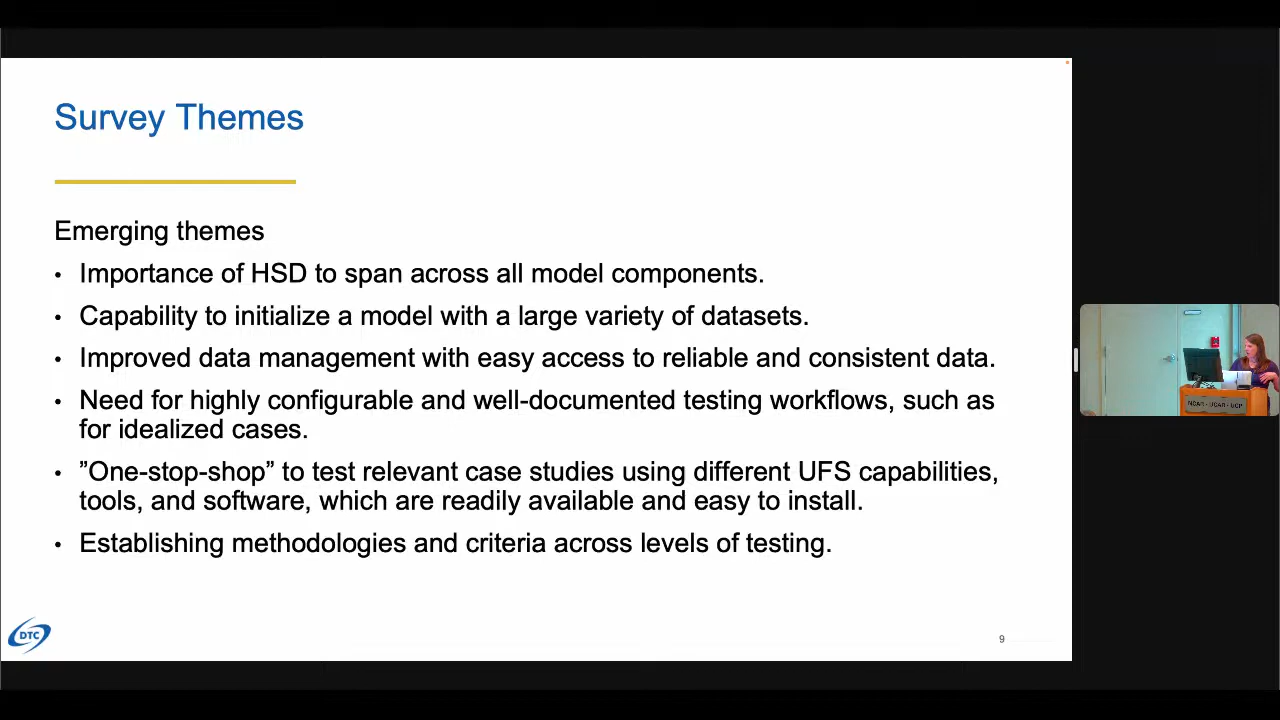 Survey Themes
Emerging themes
• Importance of HSD to span across all model components.
• Capability to initialize a model with a large variety of datasets.
• Improved data management with easy access to reliable and consistent data.
• Need for highly configurable and well-documented testing workflows, such as
for idealized cases.
• ”One-stop-shop” to test relevant case studies using different UFS capabilities,
tools, and software, which are readily available and easy to install.
• Establishing methodologies and criteria across levels of testing.
DTC
9
NCAR - UCAR - UCP